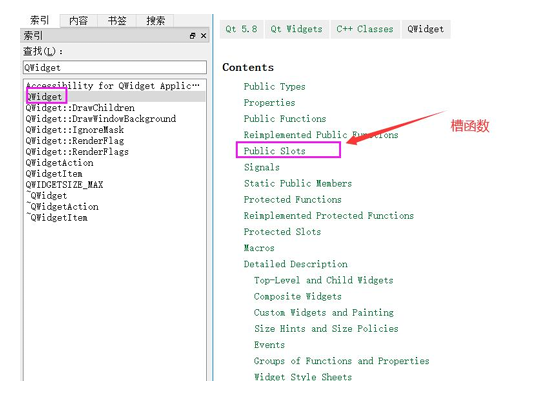 索引 内容 书签 搜索
索引
查找(L)：
QWidget
Accessibility for QWidget Applic…
QWidget
QWidget::DrawChildren
QWidget::DrawWindowBackground
QWidget::IgnoreMask
QWidget::RenderFlag
QWidget::RenderFlags
QWidgetAction
QWidgetItem
QWIDGETSIZE_MAX
~QWidget
~QWidgetAction
~QWidgetItem
Qt 5.8 Qt Widgets C++ Classes QWidget
Contents
Public Types
Properties
Public Functions
Reimplemented Public Functions
Public Slots
槽函数
Signals
Static Public Members
Protected Functions
Reimplemented Protected Functions
Protected Slots
Macros
Detailed Description
Top-Level and Child Widgets
Composite Widgets
Custom Widgets and Painting
Size Hints and Size Policies
Events
Groups of Functions and Properties
Widget Style Sheets